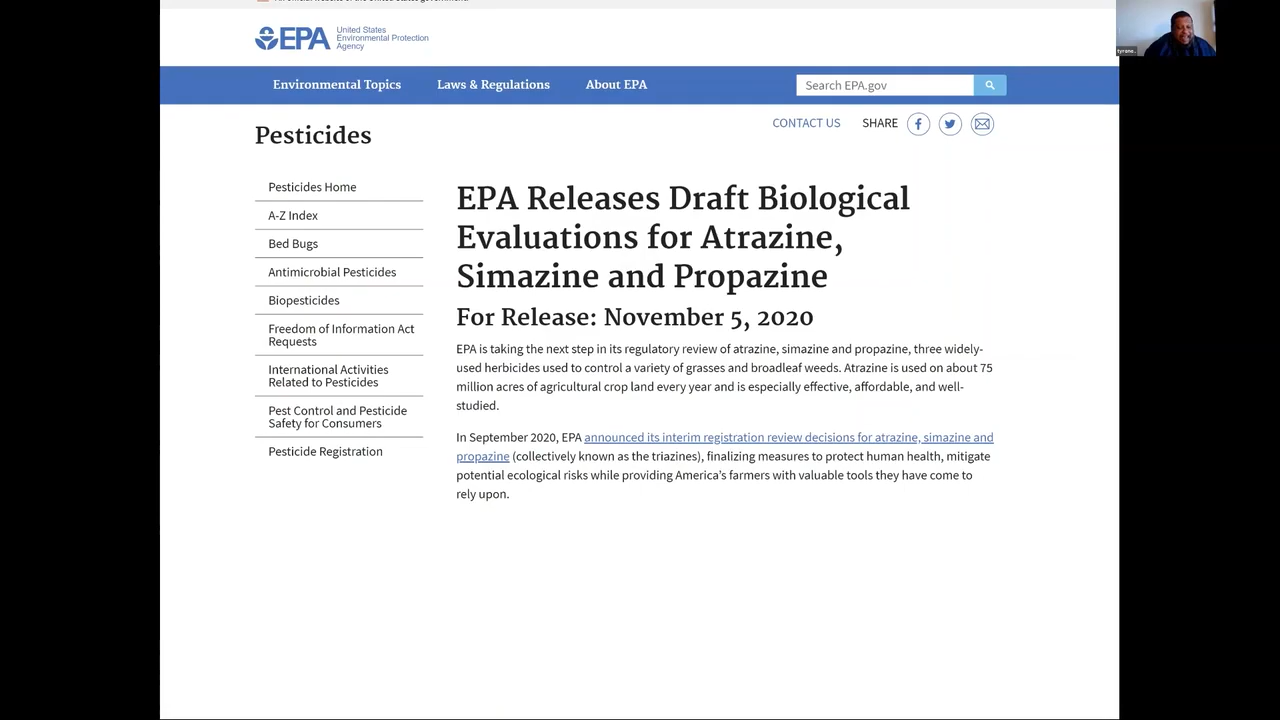 An official website of the United States government.
EPA
United States
Environmental Protection
Agency
Environmental Topics
Laws & Regulations
About EPA
Search EPA.gov
CONTACT US
SHARE
Pesticides
Pesticides Home
A-Z Index
Bed Bugs
Antimicrobial Pesticides
Biopesticides
Freedom of Information Act
Requests
International Activities
Related to Pesticides
Pest Control and Pesticide
Safety for Consumers
Pesticide Registration
EPA Releases Draft Biological
Evaluations for Atrazine,
Simazine and Propazine
For Release: November 5, 2020
EPA is taking the next step in its regulatory review of atrazine, simazine and propazine, three widely-
used herbicides used to control a variety of grasses and broadleaf weeds. Atrazine is used on about 75
million acres of agricultural crop land every year and is especially effective, affordable, and well-
studied.
In September 2020, EPA announced its interim registration review decisions for atrazine, simazine and
propazine (collectively known as the triazines), finalizing measures to protect human health, mitigate
potential ecological risks while providing America’s farmers with valuable tools they have come to
rely upon.